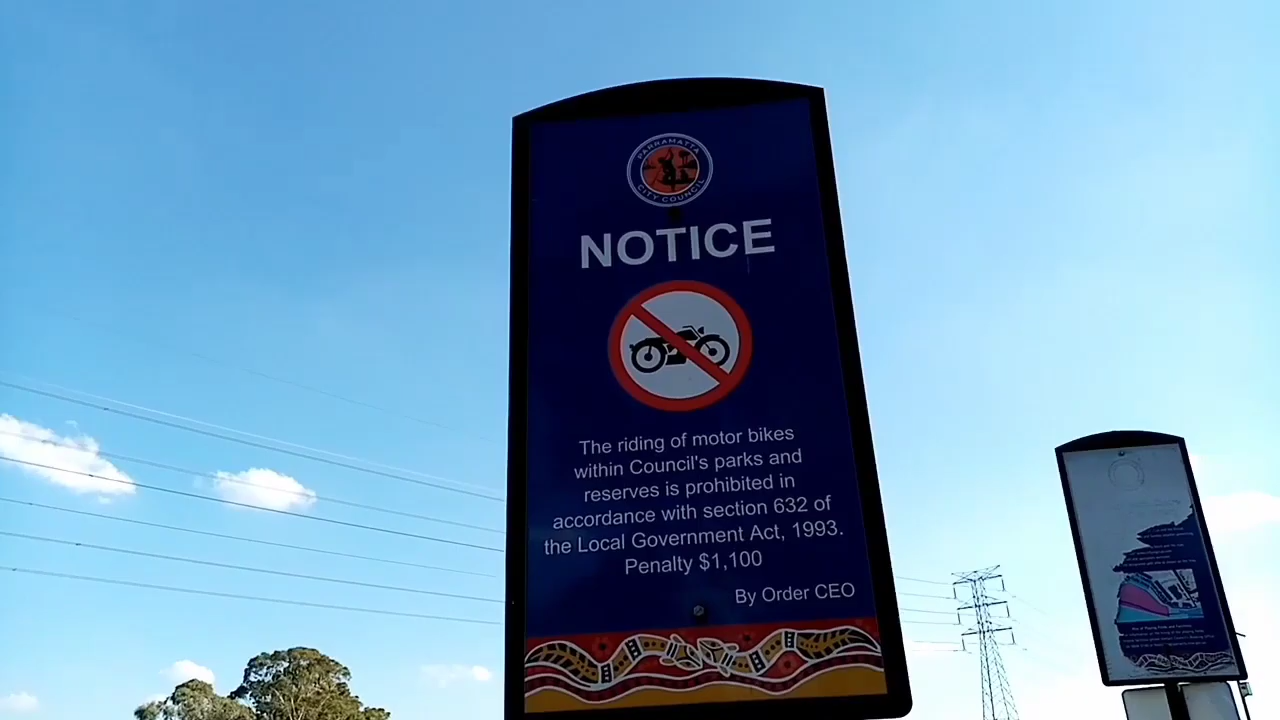 PARRAMATTA
CITY COUNCIL
NOTICE
The riding of motor bikes
within Council's parks and
reserves is prohibited in
accordance with section 632 of
the Local Government Act, 1993.
Penalty $1,100
By Order CEO